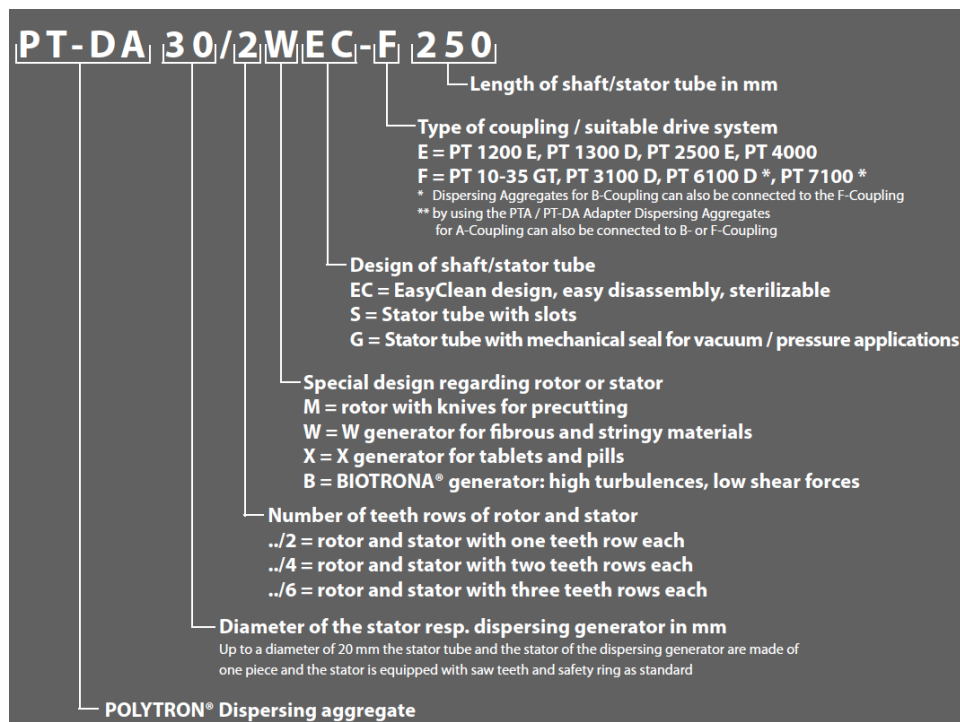 PT-DA 30/2WEC-F 250
Length of shaft/stator tube in mm
Type of coupling / suitable drive system
E = PT 1200 E, PT 1300 D, PT 2500 E, PT 4000
F = PT 10-35 GT, PT 3100 D, PT 6100 D *, PT 7100 *
* Dispersing Aggregates for B-Coupling can also be connected to the F-Coupling
** by using the PTA / PT-DA Adapter Dispersing Aggregates
for A-Coupling can also be connected to B- or F-Coupling
Design of shaft/stator tube
EC = EasyClean design, easy disassembly, sterilizable
S = Stator tube with slots
G = Stator tube with mechanical seal for vacuum / pressure applications
Special design regarding rotor or stator
M = rotor with knives for precutting
W = W generator for fibrous and stringy materials
X = X generator for tablets and pills
B = BIOTRONA® generator: high turbulences, low shear forces
Number of teeth rows of rotor and stator
../2 = rotor and stator with one teeth row each
../4 = rotor and stator with two teeth rows each
../6 = rotor and stator with three teeth rows each
Diameter of the stator resp. dispersing generator in mm
Up to a diameter of 20 mm the stator tube and the stator of the dispersing generator are made of
one piece and the stator is equipped with saw teeth and safety ring as standard
POLYTRON® Dispersing aggregate